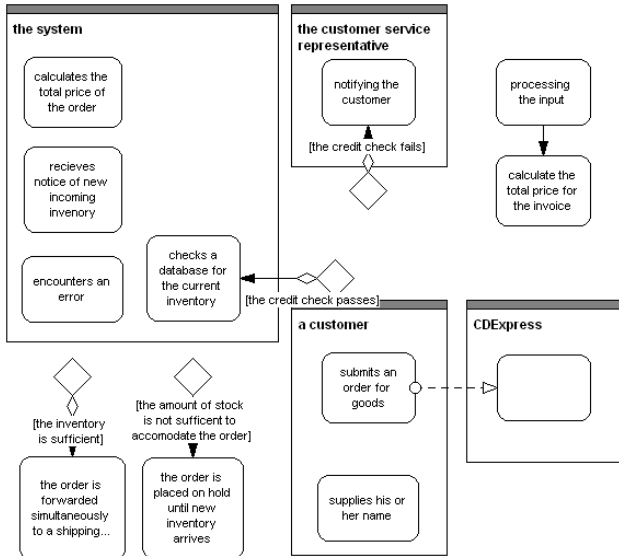 the system
calculates the
total price of
the order
recieves
notice of new
incoming
invenory
encounters an
error
checks a
database for
the current
inventory
the customer service
representative
notifying the
customer
[the credit check fails]
processing
the input
calculate the
total price for
the invoice
[the credit check passes]
a customer
submits an
order for
goods
supplies his or
her name
CDExpress
[the inventory
is sufficient]
the order is
forwarded
simultaneously
to a shipping...
[the amount of stock
is not sufficent to
accomodate the order]
the order is
placed on hold
until new
inventory
arrives